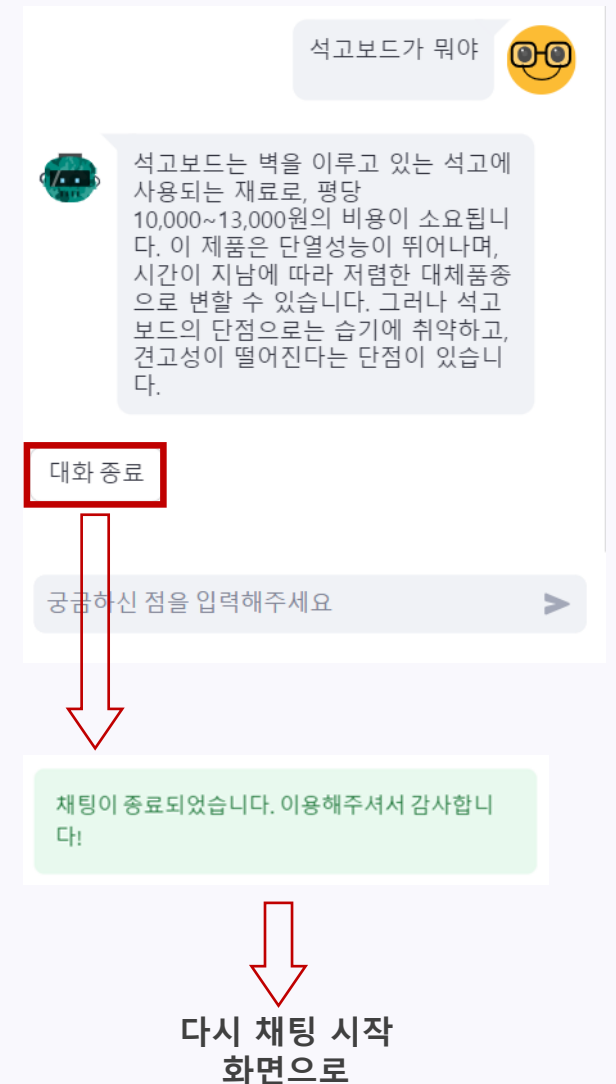 석고보드가 뭐야
석고보드는 벽을 이루고 있는 석고에
사용되는 재료로, 평당
10,000~13,000원의 비용이 소요됩니
다. 이 제품은 단열성능이 뛰어나며,
시간이 지남에 따라 저렴한 대체품종
으로 변할 수 있습니다. 그러나 석고
보드의 단점으로는 습기에 취약하고,
견고성이 떨어진다는 단점이 있습니
다.
대화 종료
궁금하신 점을 입력해주세요
채팅이 종료되었습니다. 이용해주셔서 감사합니
다!
다시 채팅 시작
화면으로